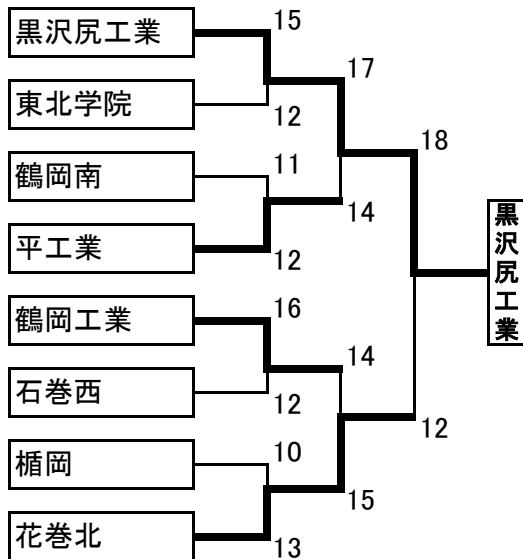 黒沢尻工業
15
17
東北学院
12
18
鶴岡南
11
14
平工業
12
黒沢尻工業
鶴岡工業
16
14
石巻西
12
12
楯岡
10
15
花巻北
13